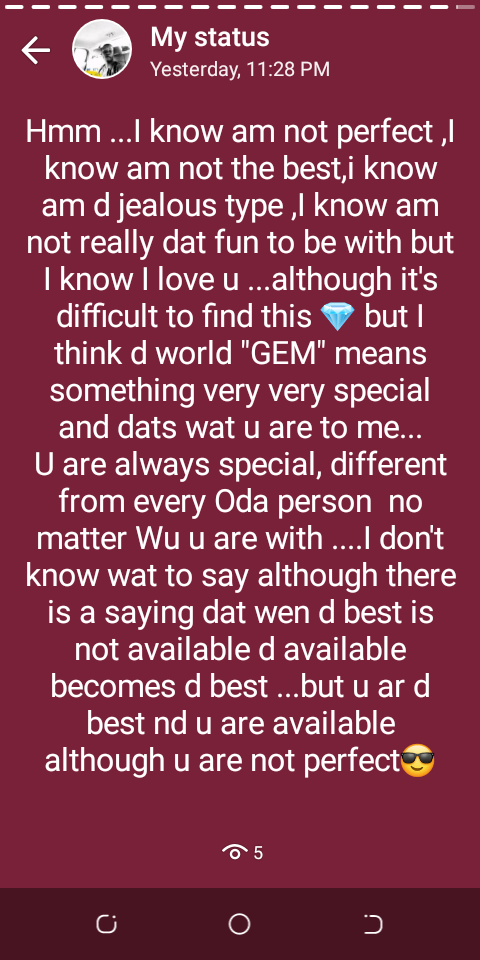 My status
Yesterday, 11:28 PM
Hmm ...I know am not perfect ,I
know am not the best,i know
am d jealous type ,I know am
not really dat fun to be with but
I know I love u ...although it's
difficult to find this 💎 but I
think d world "GEM" means
something very very special
and dats wat u are to me...
U are always special, different
from every Oda person  no
matter Wu u are with ....I don't
know wat to say although there
is a saying dat wen d best is
not available d available
becomes d best ...but u ar d
best nd u are available
although u are not perfect😎
5